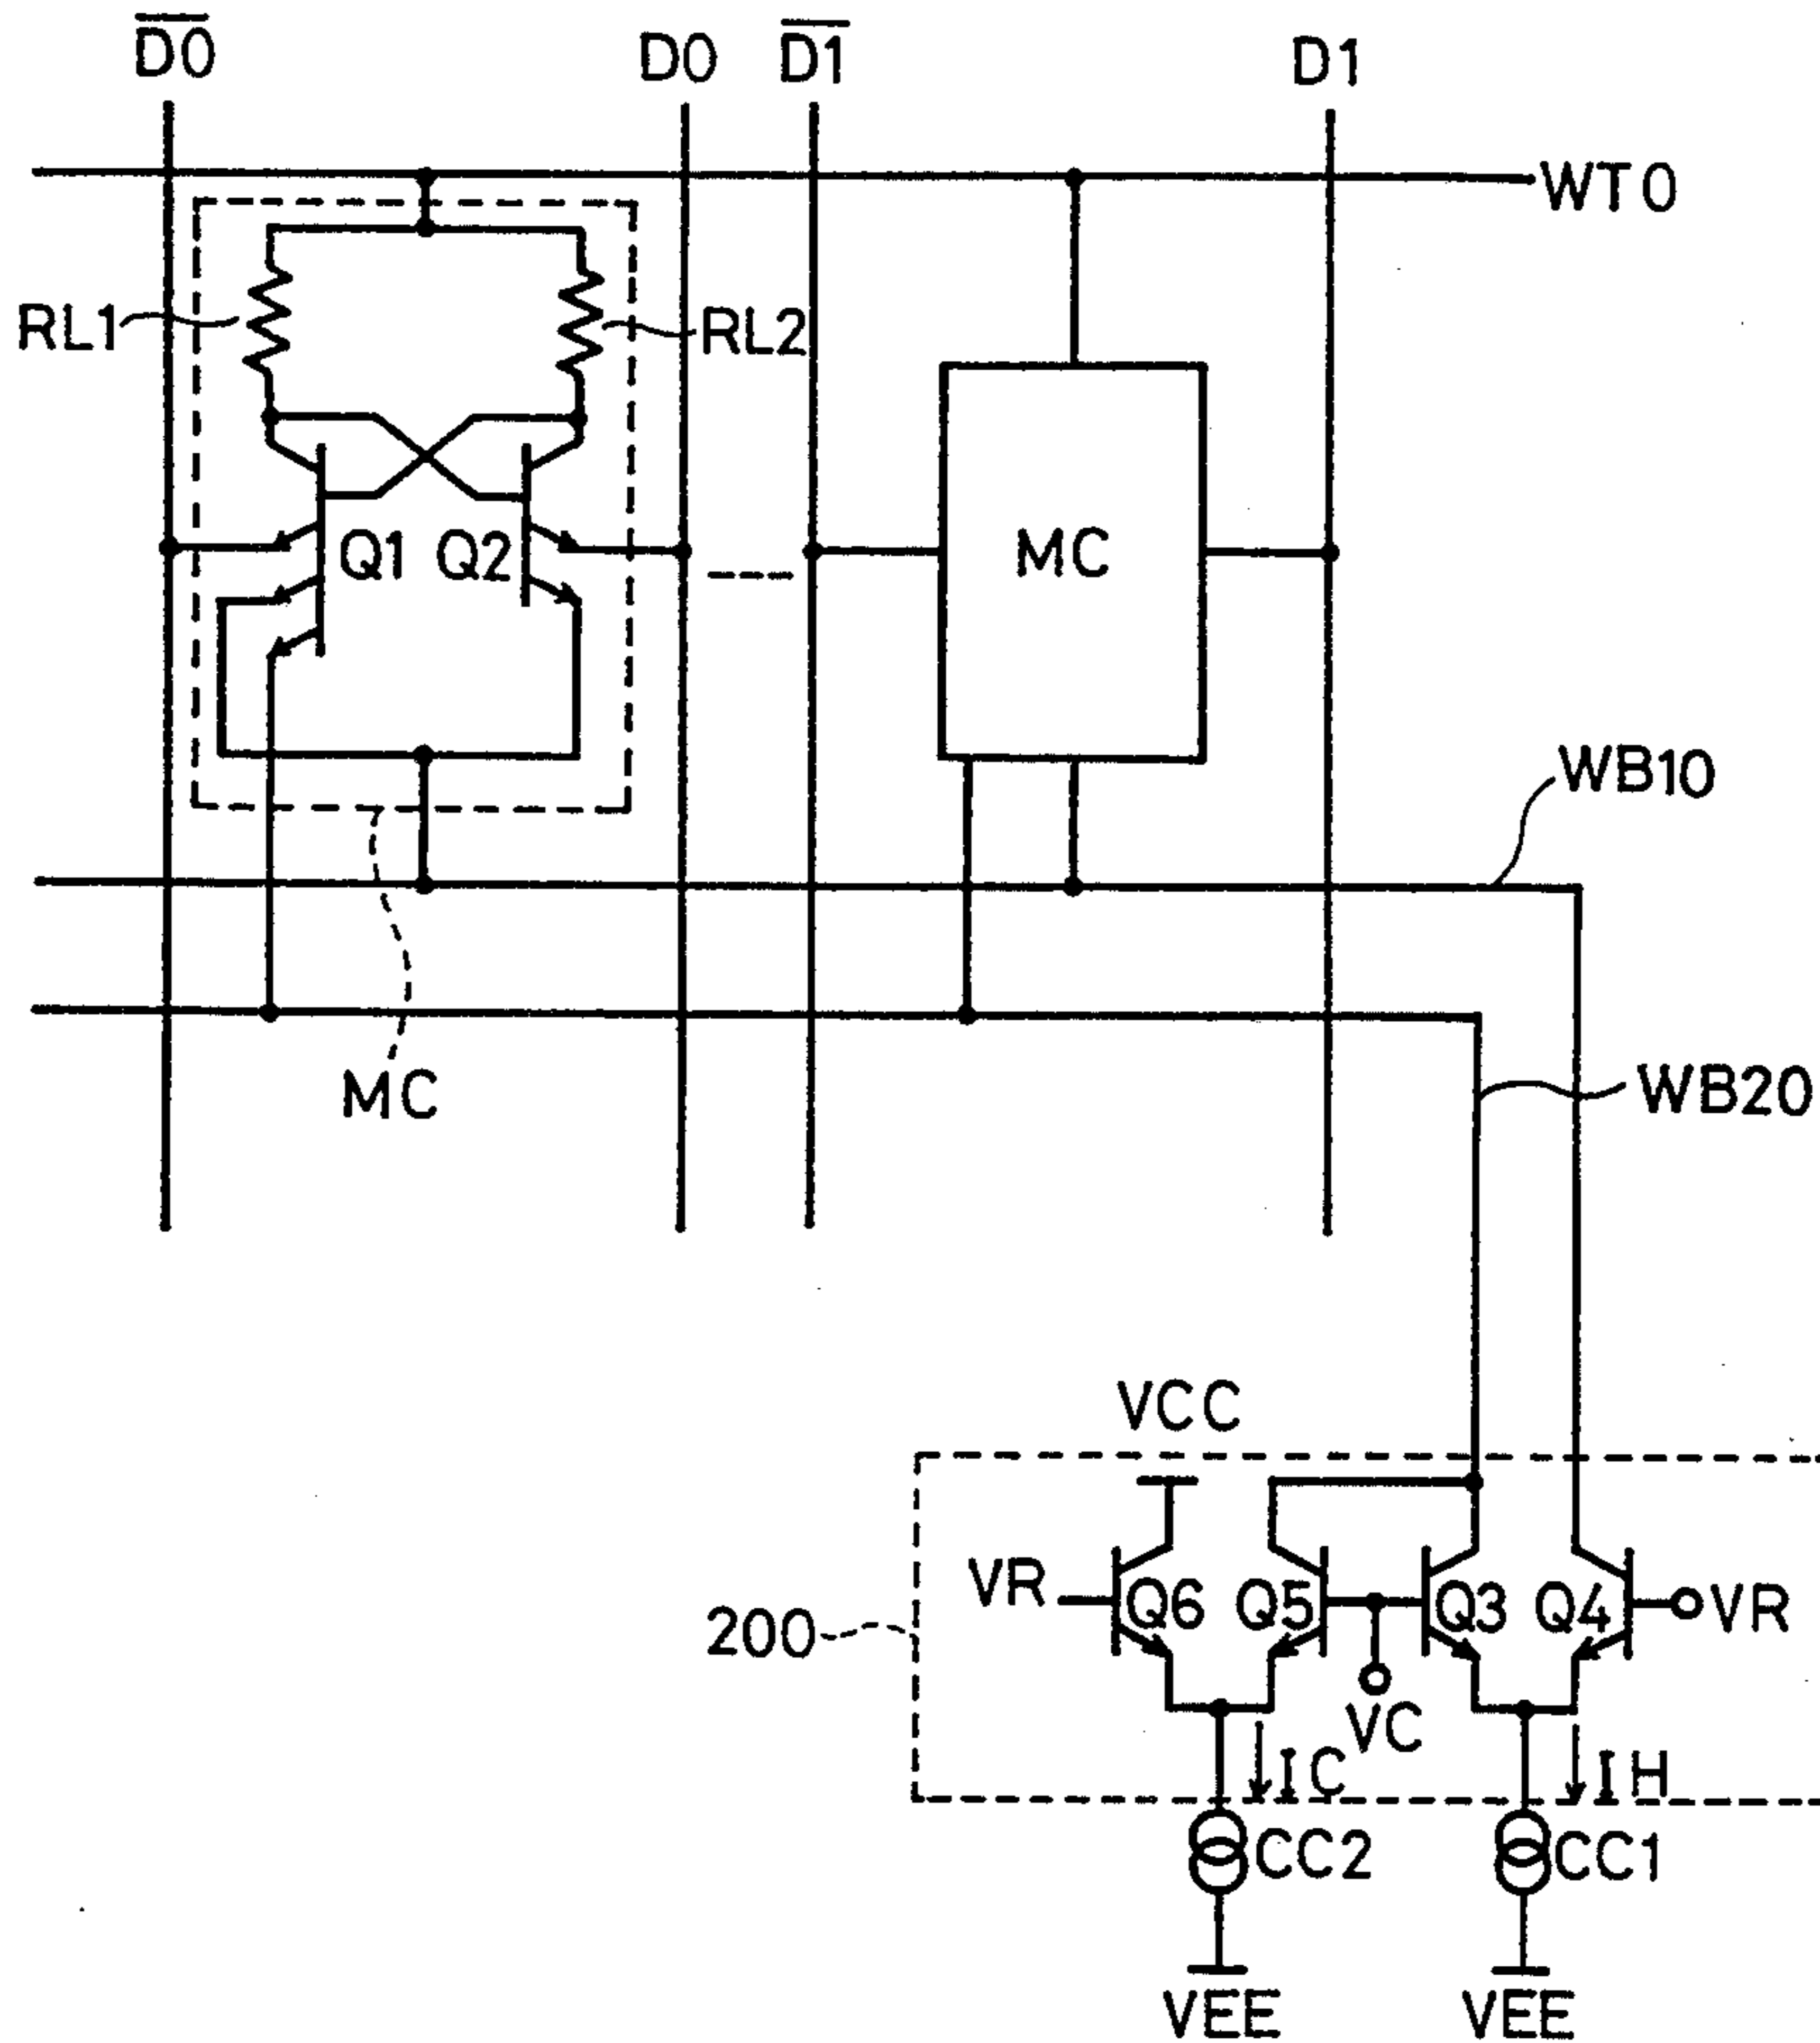 D0 D0 D1 D1
WT0
RL1 RL2
Q1 Q2 MC
WB10
MC WB20
VCC
VR Q6 Q5 Q3 Q4 VR
200
VC
IC IH
CC2 CC1
VEE VEE